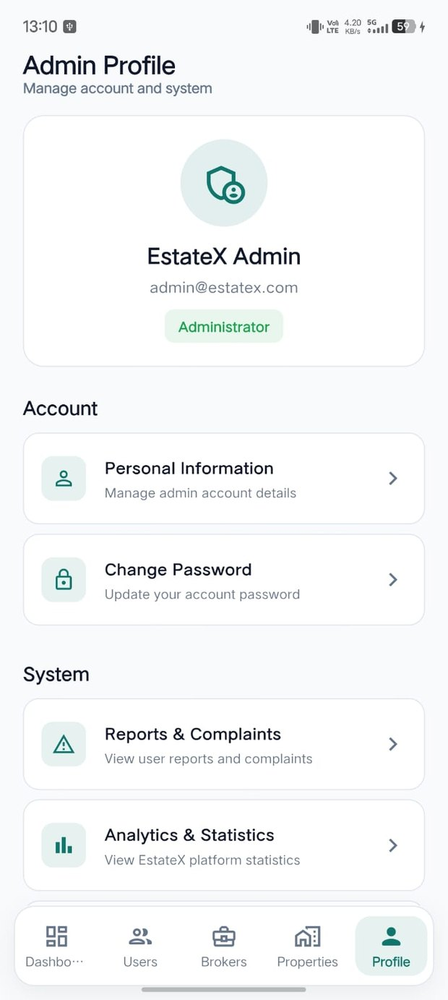 13:10
Vo)) LTE 4.20 KB/s 5G 59
Admin Profile
Manage account and system
EstateX Admin
admin@estatex.com
Administrator
Account
Personal Information
Manage admin account details
Change Password
Update your account password
System
Reports & Complaints
View user reports and complaints
Analytics & Statistics
View EstateX platform statistics
Dashbo··· Users Brokers Properties Profile